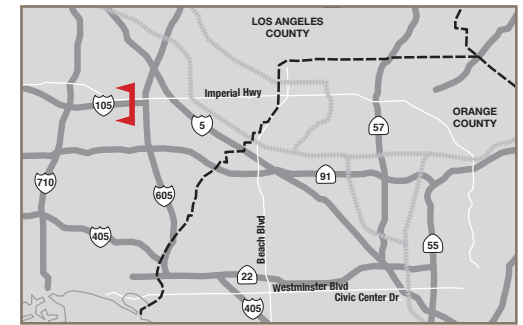 LOS ANGELES
COUNTY
Imperial Hwy
105
5
57
ORANGE
COUNTY
91
710
605
405
55
Beach Blvd
22
Westminster Blvd
Civic Center Dr
405